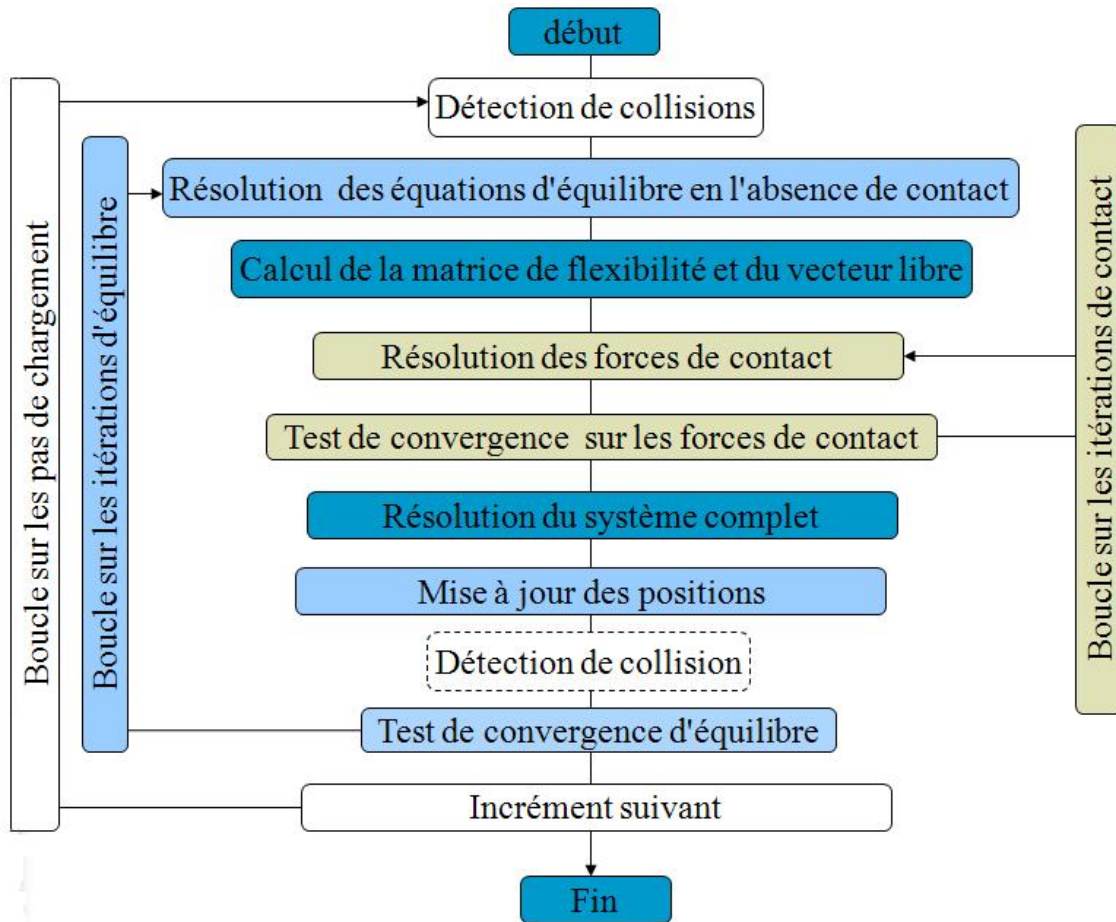 début
Détection de collisions
Résolution des équations d'équilibre en l'absence de contact
Calcul de la matrice de flexibilité et du vecteur libre
Résolution des forces de contact
Test de convergence sur les forces de contact
Résolution du système complet
Mise à jour des positions
Détection de collision
Test de convergence d'équilibre
Incrément suivant
Fin
Boucle sur les pas de chargement
Boucle sur les itérations d'équilibre
Boucle sur les itérations de contact